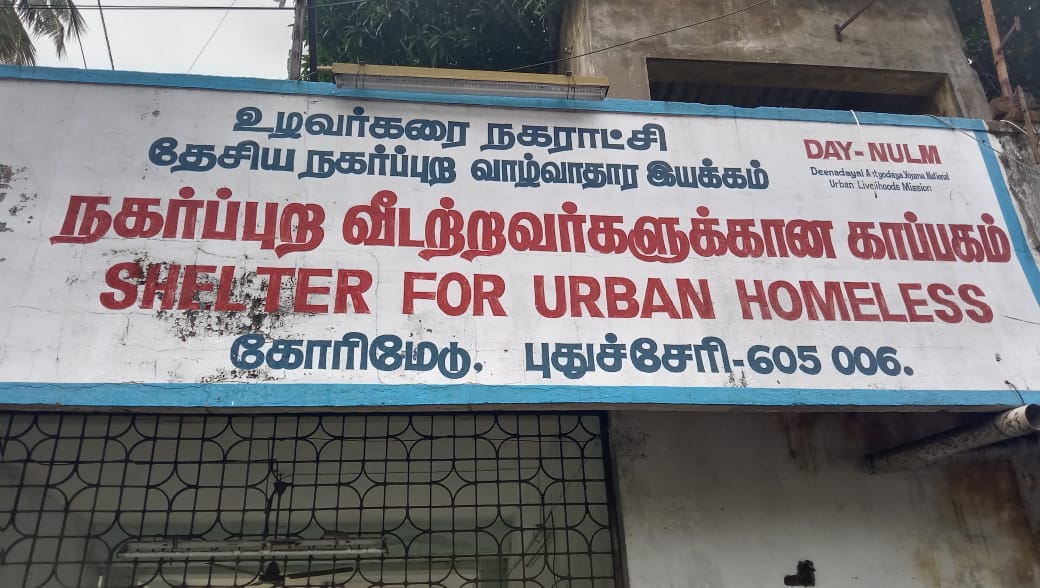 உழவர்கரை நகராட்சி
தேசிய நகர்ப்புற வாழ்வாதார இயக்கம்
DAY-NULM
Deenadayal Antyodaya Yojana National
Urban Livelihoods Mission
நகர்ப்புற வீடற்றவர்களுக்கான காப்பகம்
SHELTER FOR URBAN HOMELESS
கோரிமேடு, புதுச்சேரி-605 006.